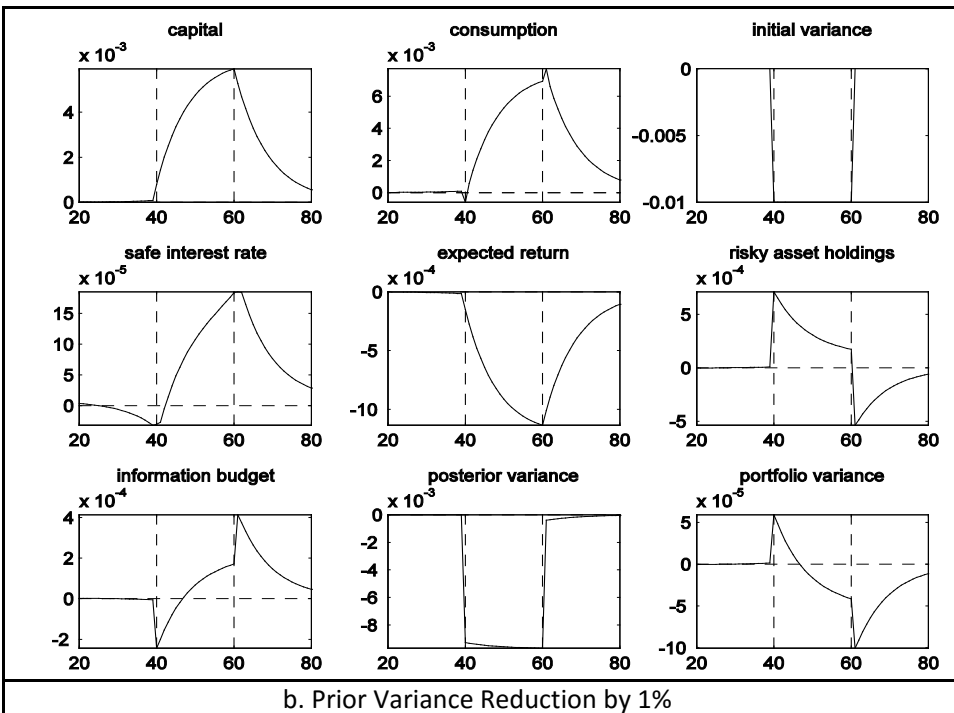 capital
x 10^-3
4
2
0
20 40 60 80
consumption
x 10^-3
6
4
2
0
20 40 60 80
initial variance
0
-0.005
-0.01
20 40 60 80
safe interest rate
x 10^-5
15
10
5
0
20 40 60 80
expected return
x 10^-4
0
-5
-10
20 40 60 80
risky asset holdings
x 10^-4
5
0
-5
20 40 60 80
information budget
x 10^-4
4
2
0
-2
20 40 60 80
posterior variance
x 10^-3
0
-2
-4
-6
-8
20 40 60 80
portfolio variance
x 10^-5
5
0
-5
-10
20 40 60 80
b. Prior Variance Reduction by 1%